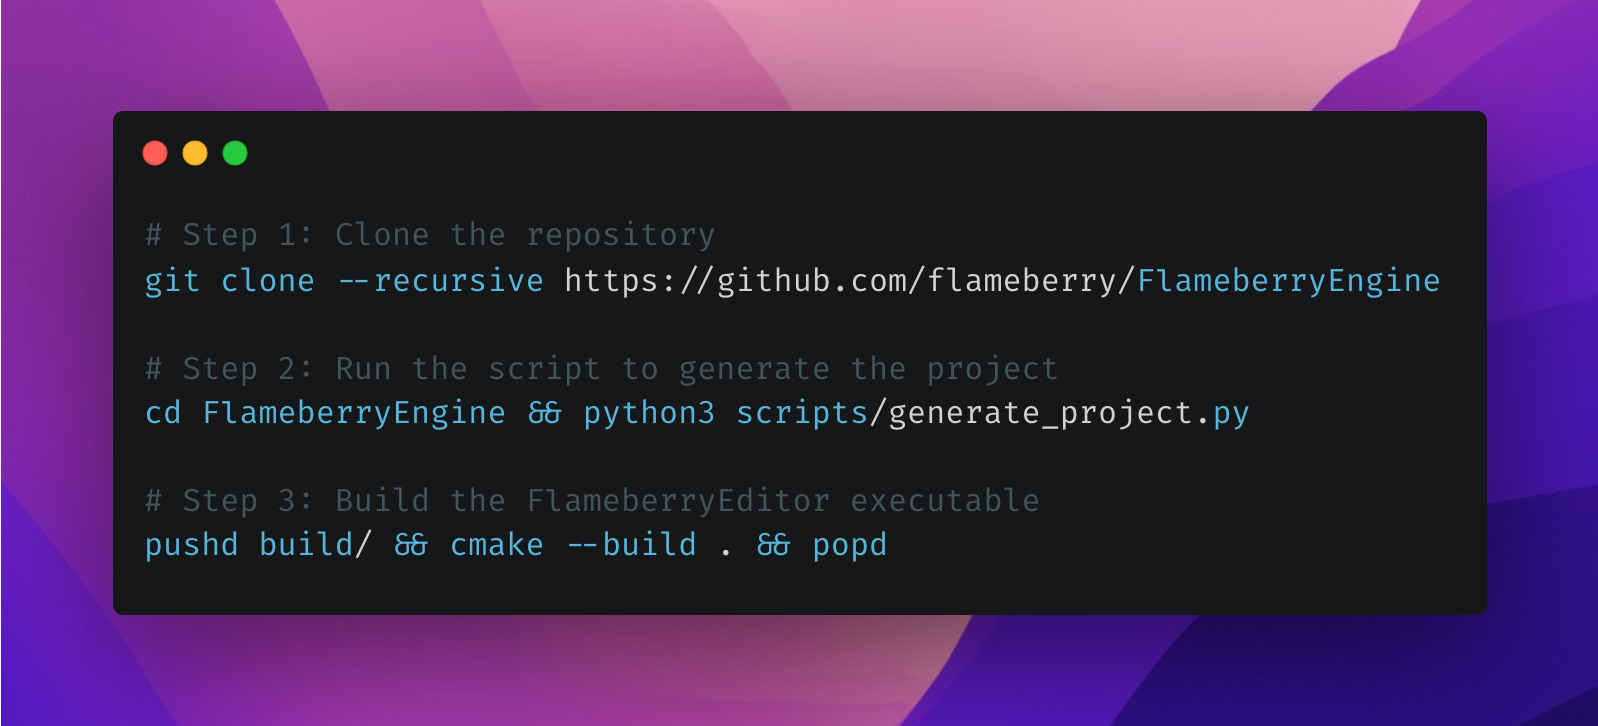 # Step 1: Clone the repository
git clone --recursive https://github.com/flameberry/FlameberryEngine
# Step 2: Run the script to generate the project
cd FlameberryEngine && python3 scripts/generate_project.py
# Step 3: Build the FlameberryEditor executable
pushd build/ && cmake --build . && popd